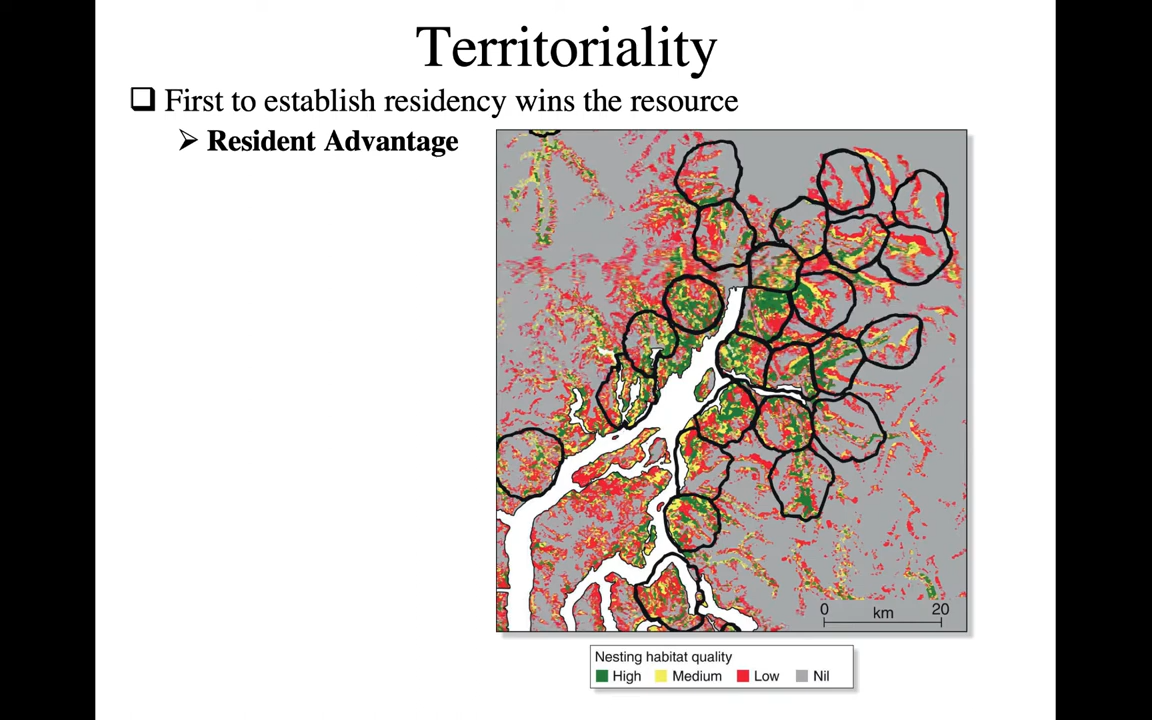 Territoriality
First to establish residency wins the resource
Resident Advantage
0 km 20
Nesting habitat quality
High Medium Low Nil